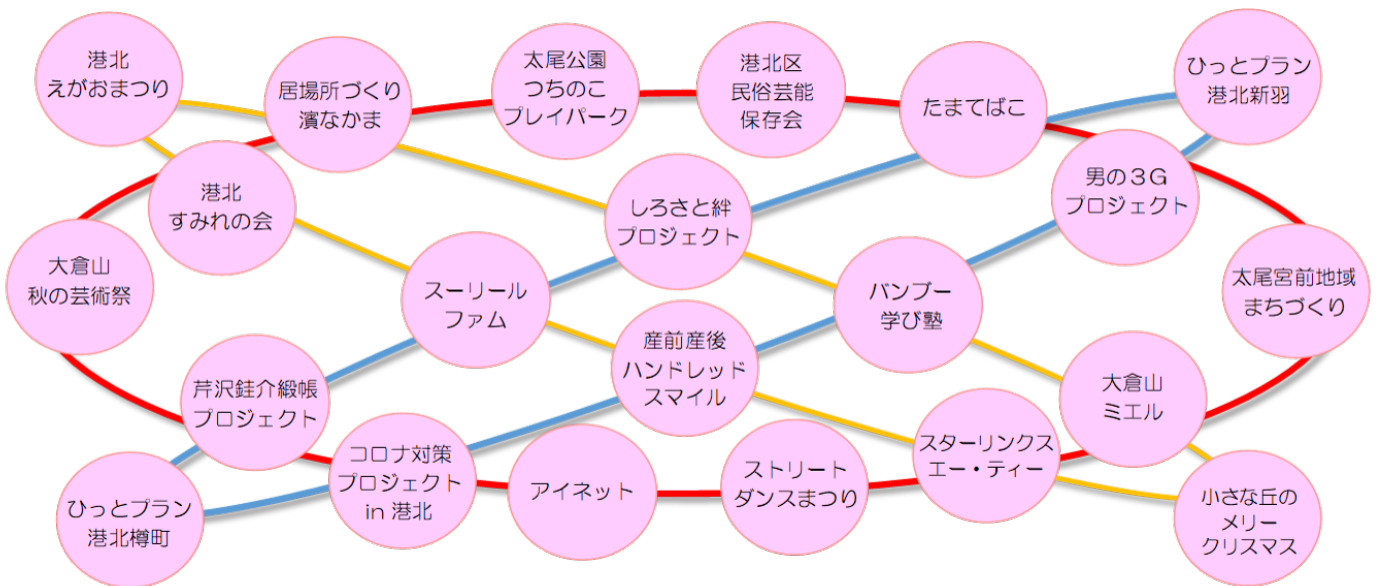 港北
えがおまつり
居場所づくり
濱なかま
太尾公園
つちのこ
プレイパーク
港北区
民俗芸能
保存会
たまてばこ
ひっとプラン
港北新羽
港北
すみれの会
しろさと絆
プロジェクト
男の3G
プロジェクト
大倉山
秋の芸術祭
スーリール
ファム
バンブー
学び塾
太尾宮前地域
まちづくり
芹沢銈介緞帳
プロジェクト
産前産後
ハンドレッド
スマイル
大倉山
ミエル
ひっとプラン
港北樽町
コロナ対策
プロジェクト
in 港北
アイネット
ストリート
ダンスまつり
スターリンクス
エー・ティー
小さな丘の
メリー
クリスマス